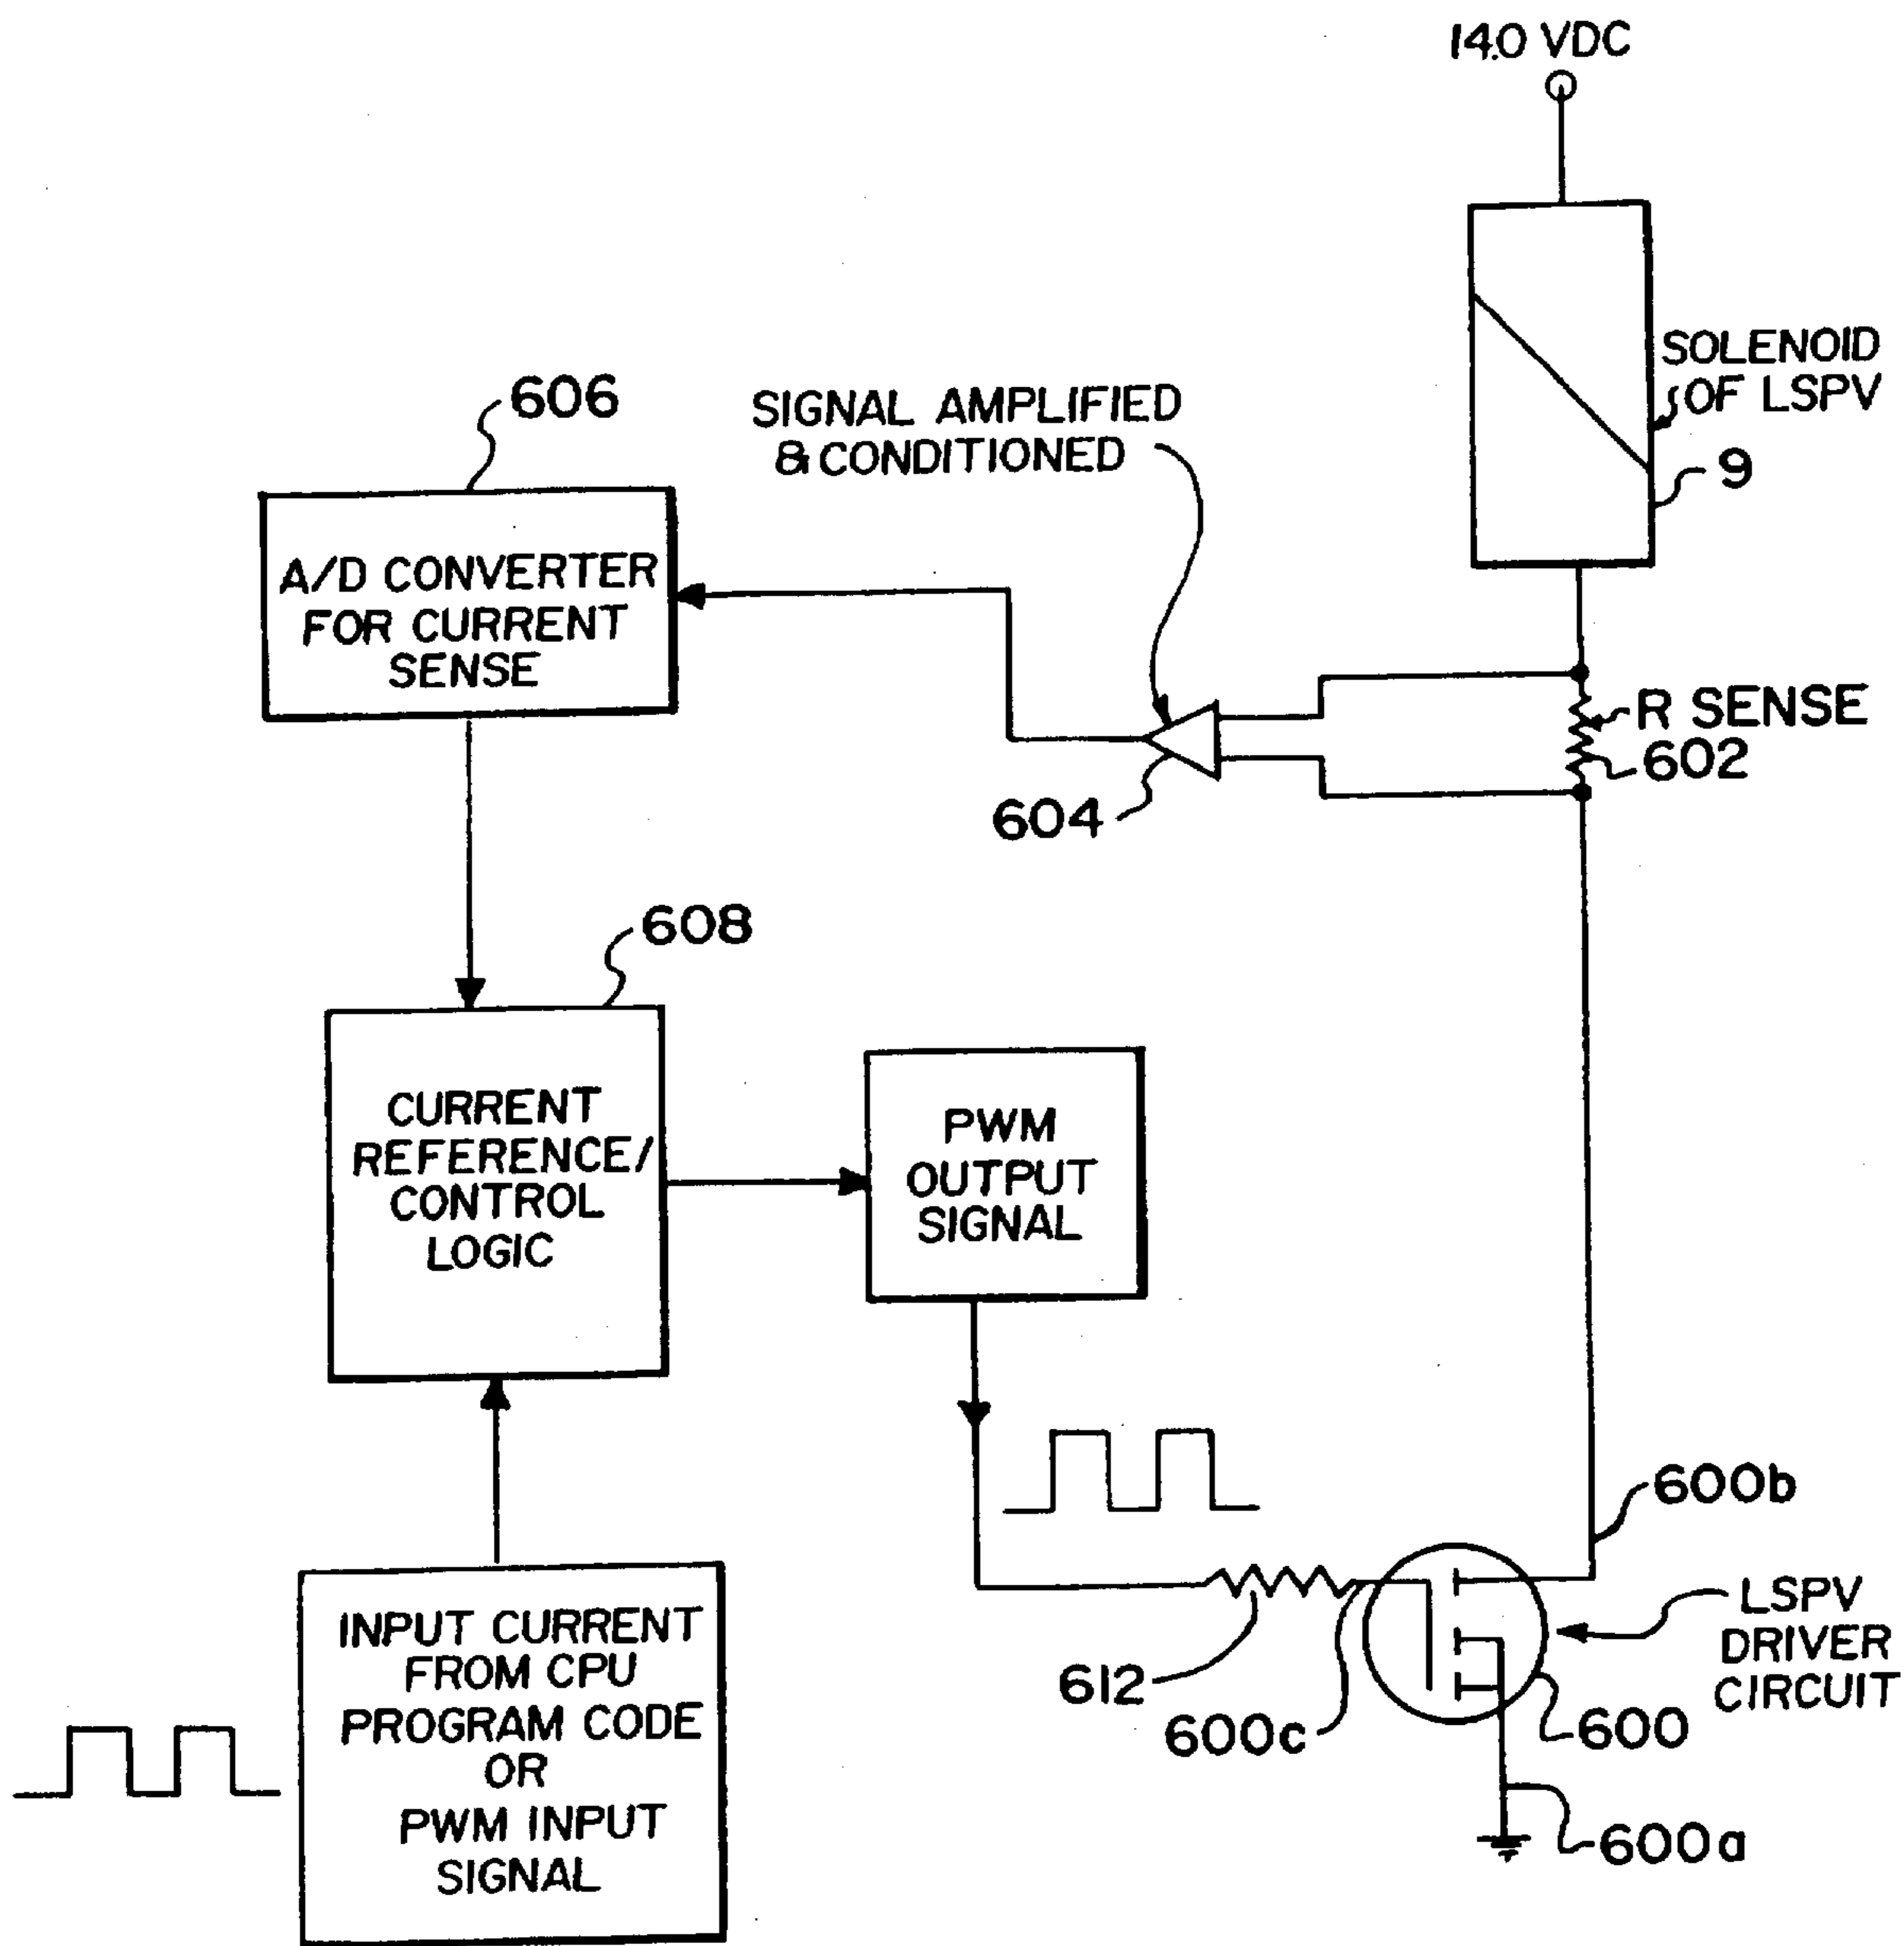 14.0 VDC
SOLENOID
OF LSPV
9
606
SIGNAL AMPLIFIED
& CONDITIONED
A/D CONVERTER
FOR CURRENT
SENSE
R SENSE
602
604
608
CURRENT
REFERENCE/
CONTROL
LOGIC
PWM
OUTPUT
SIGNAL
600b
LSPV
DRIVER
CIRCUIT
612
600c
600
600a
INPUT CURRENT
FROM CPU
PROGRAM CODE
OR
PWM INPUT
SIGNAL